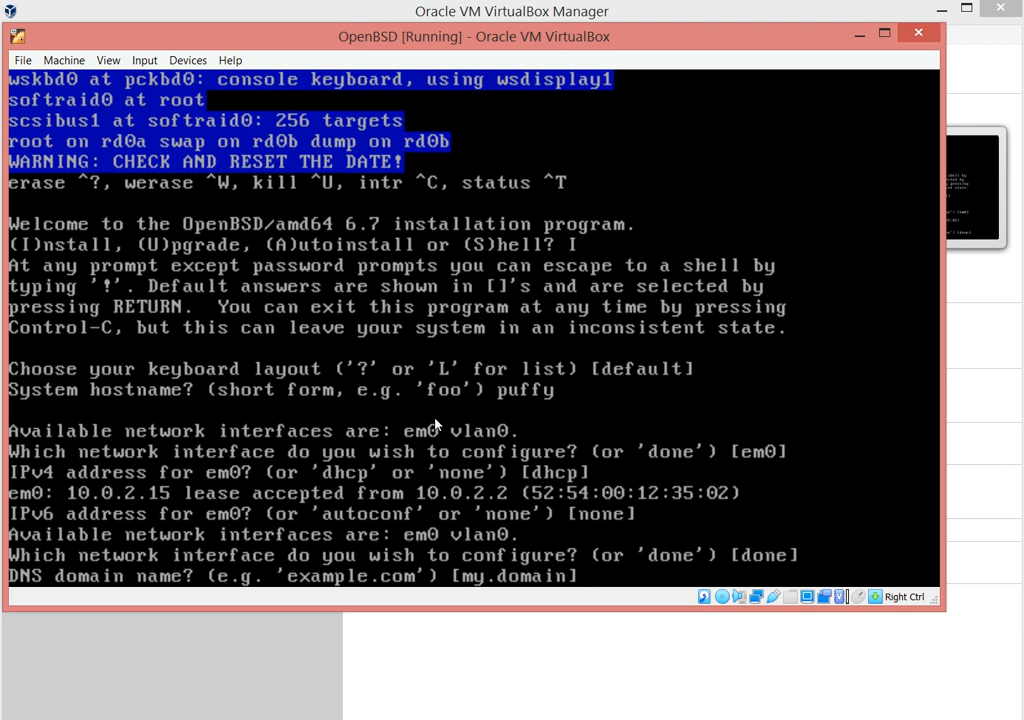 Oracle VM VirtualBox Manager
OpenBSD [Running] - Oracle VM VirtualBox
File Machine View Input Devices Help
wskbd0 at pckbd0: console keyboard, using wsdisplay1
softraid0 at root
scsibus1 at softraid0: 256 targets
root on rd0a swap on rd0b dump on rd0b
WARNING: CHECK AND RESET THE DATE!
erase ^?, werase ^W, kill ^U, intr ^C, status ^T
Welcome to the OpenBSD/amd64 6.7 installation program.
(I)nstall, (U)pgrade, (A)utoinstall or (S)hell? I
At any prompt except password prompts you can escape to a shell by
typing '!'. Default answers are shown in []'s and are selected by
pressing RETURN.  You can exit this program at any time by pressing
Control-C, but this can leave your system in an inconsistent state.
Choose your keyboard layout ('?' or 'L' for list) [default]
System hostname? (short form, e.g. 'foo') puffy
Available network interfaces are: em0 vlan0.
Which network interface do you wish to configure? (or 'done') [em0]
IPv4 address for em0? (or 'dhcp' or 'none') [dhcp]
em0: 10.0.2.15 lease accepted from 10.0.2.2 (52:54:00:12:35:02)
IPv6 address for em0? (or 'autoconf' or 'none') [none]
Available network interfaces are: em0 vlan0.
Which network interface do you wish to configure? (or 'done') [done]
DNS domain name? (e.g. 'example.com') [my.domain]
Right Ctrl